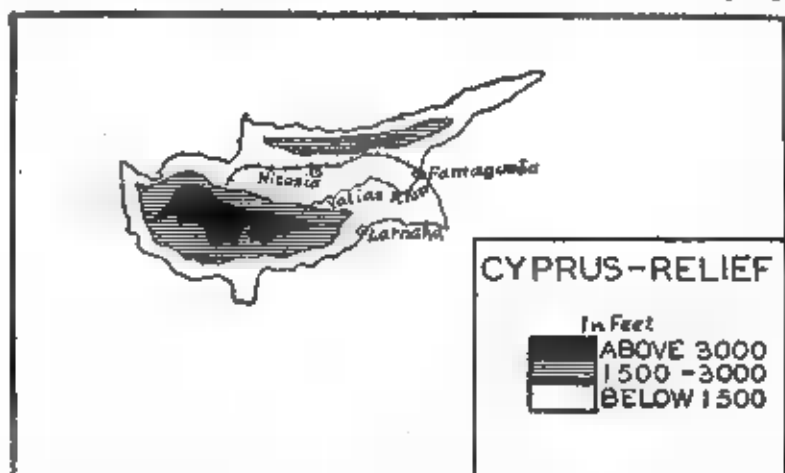 Nicosia
Famagusta
Yalias River
Larnaka
CYPRUS-RELIEF
In Feet
ABOVE 3000
1500-3000
BELOW 1500